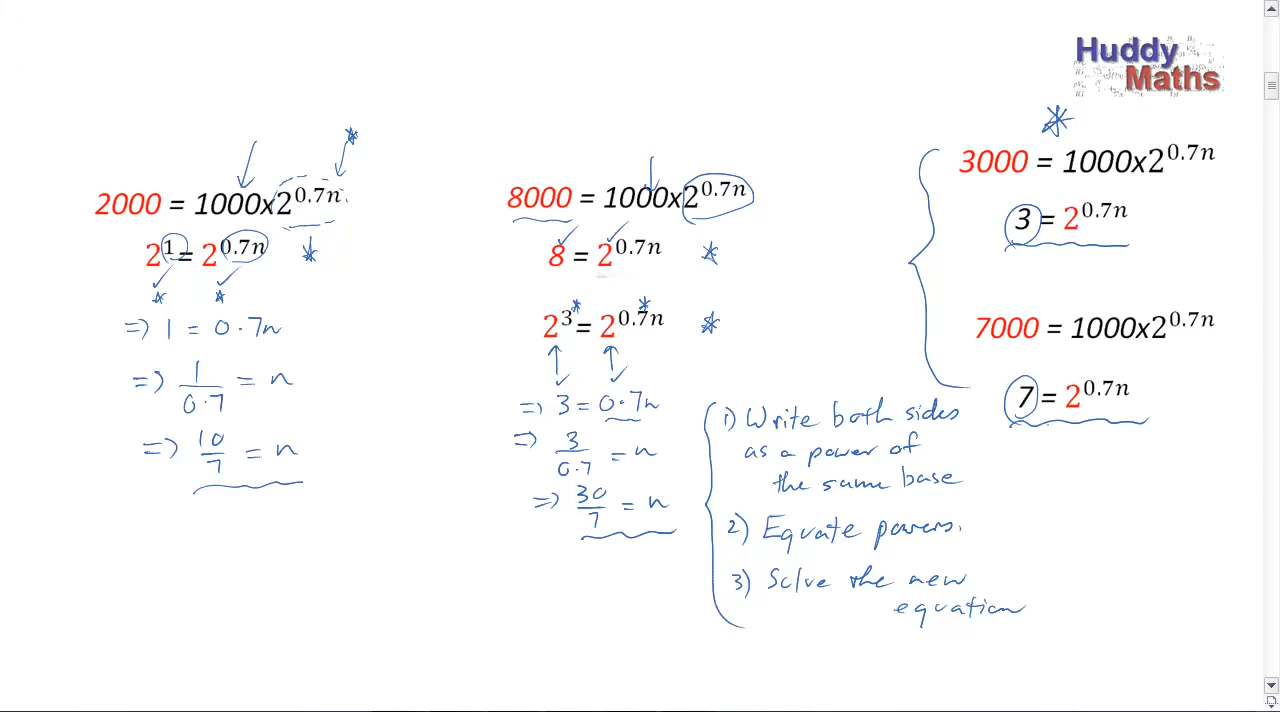 Huddy
Maths
2000 = 1000x2^{0.7n}
2^1 = 2^{0.7n}
=> 1 = 0.7n
=> 1/0.7 = n
=> 10/7 = n
8000 = 1000x2^{0.7n}
8 = 2^{0.7n}
2^3 = 2^{0.7n}
=> 3 = 0.7n
=> 3/0.7 = n
=> 30/7 = n
3000 = 1000x2^{0.7n}
3 = 2^{0.7n}
7000 = 1000x2^{0.7n}
7 = 2^{0.7n}
1) Write both sides
as a power of
the same base
2) Equate powers.
3) Solve the new
equation